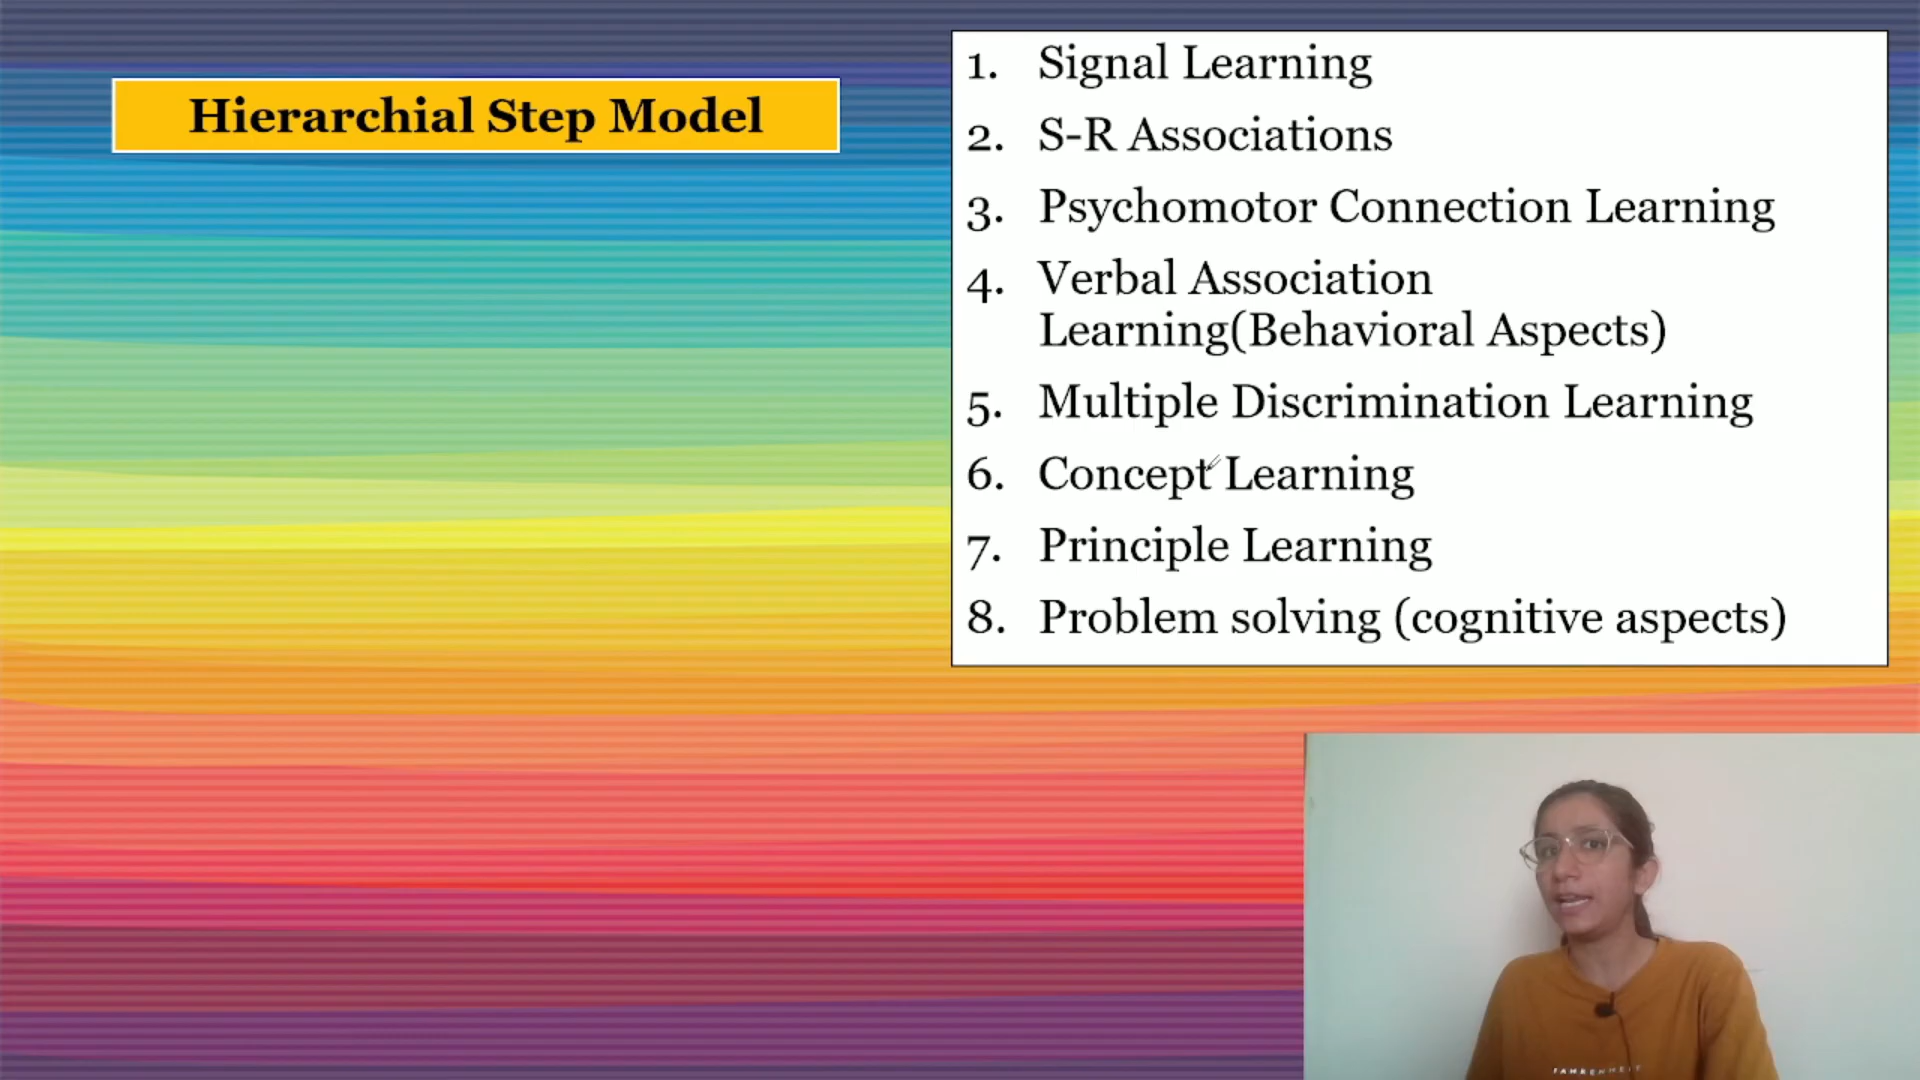 Hierarchial Step Model
1. Signal Learning
2. S-R Associations
3. Psychomotor Connection Learning
4. Verbal Association
Learning(Behavioral Aspects)
5. Multiple Discrimination Learning
6. Concept Learning
7. Principle Learning
8. Problem solving (cognitive aspects)
FAHRENHEIT